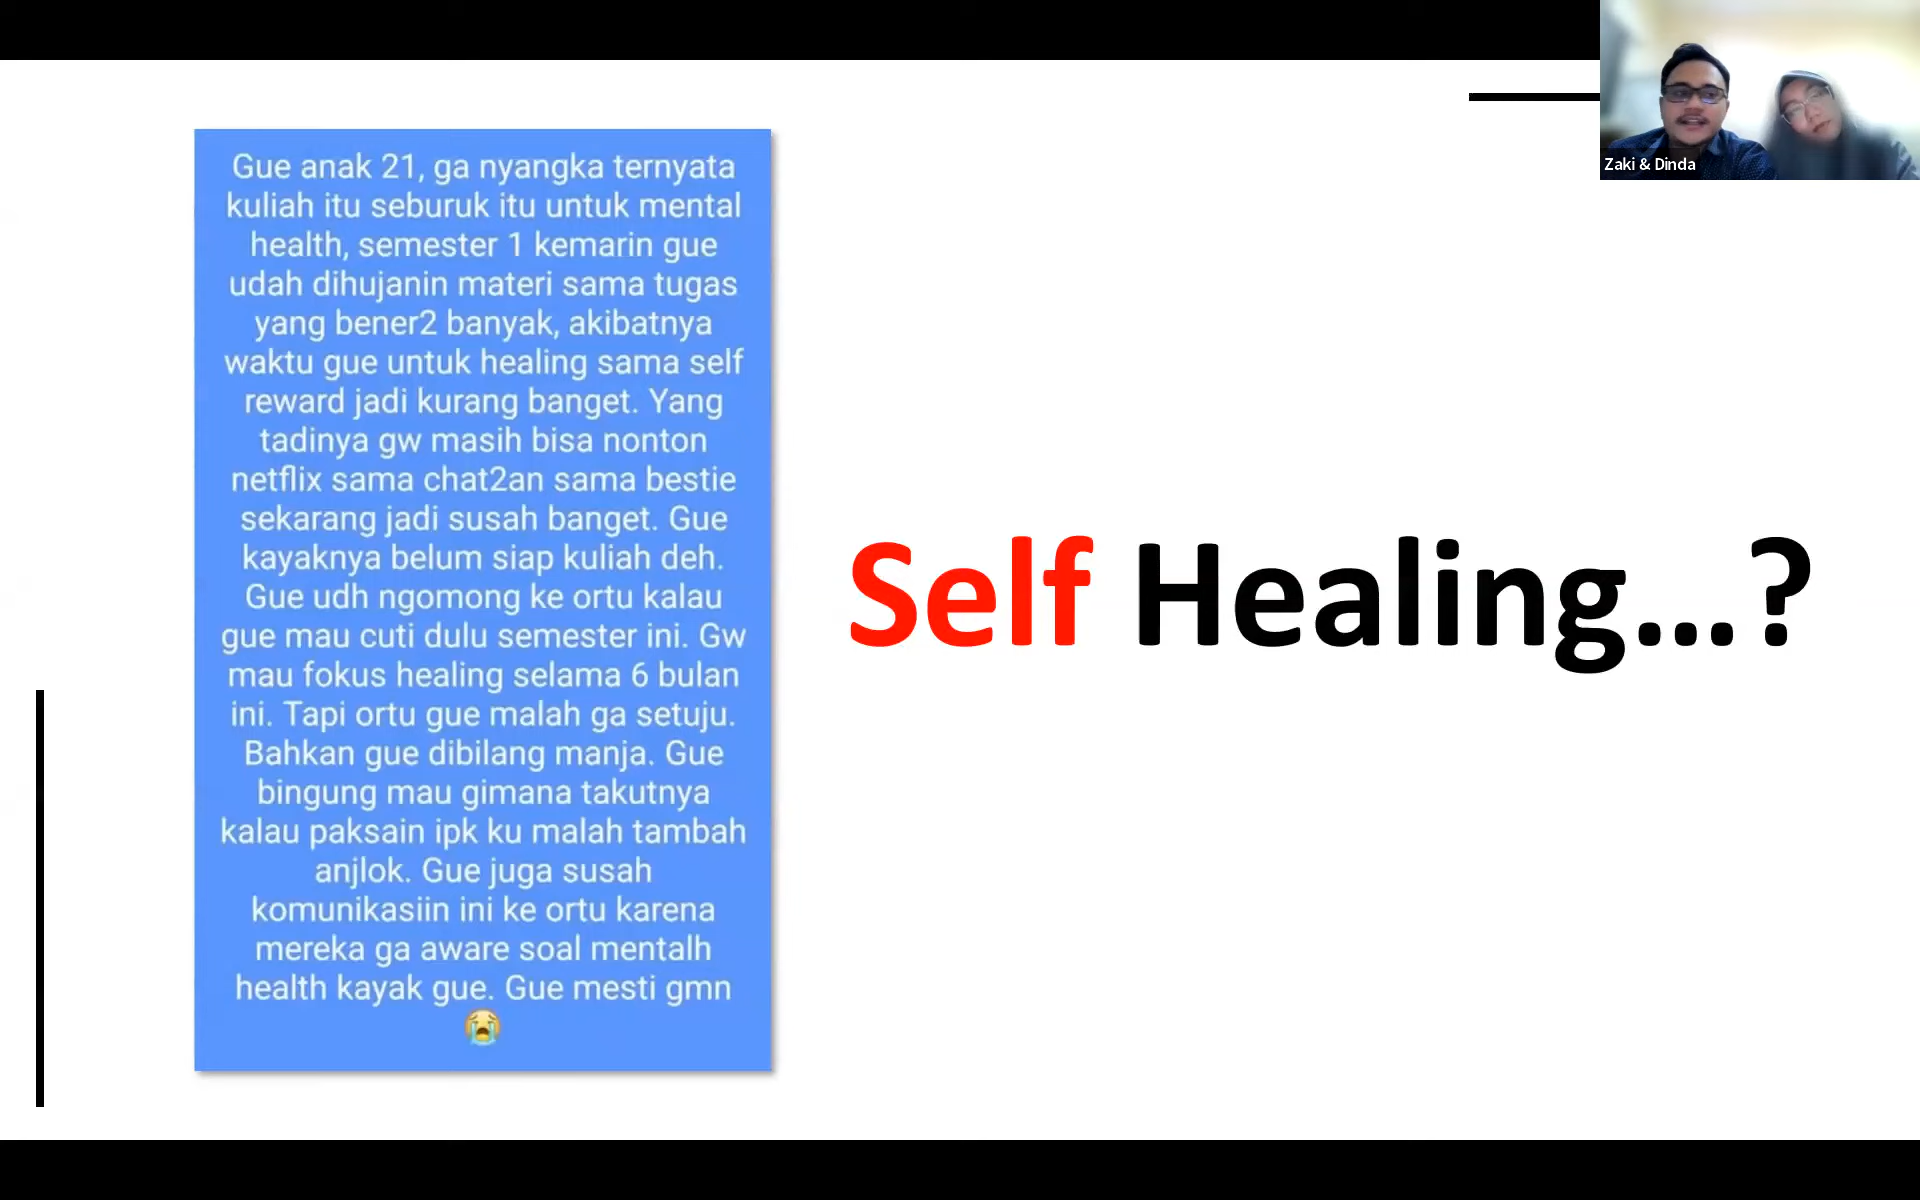 Zaki & Dinda
Gue anak 21, ga nyangka ternyata
kuliah itu seburuk itu untuk mental
health, semester 1 kemarin gue
udah dihujanin materi sama tugas
yang bener2 banyak, akibatnya
waktu gue untuk healing sama self
reward jadi kurang banget. Yang
tadinya gw masih bisa nonton
netflix sama chat2an sama bestie
sekarang jadi susah banget. Gue
kayaknya belum siap kuliah deh.
Gue udh ngomong ke ortu kalau
gue mau cuti dulu semester ini. Gw
mau fokus healing selama 6 bulan
ini. Tapi ortu gue malah ga setuju.
Bahkan gue dibilang manja. Gue
bingung mau gimana takutnya
kalau paksain ipk ku malah tambah
anjlok. Gue juga susah
komunikasiin ini ke ortu karena
mereka ga aware soal mentalh
health kayak gue. Gue mesti gmn
😭
Self Healing...?